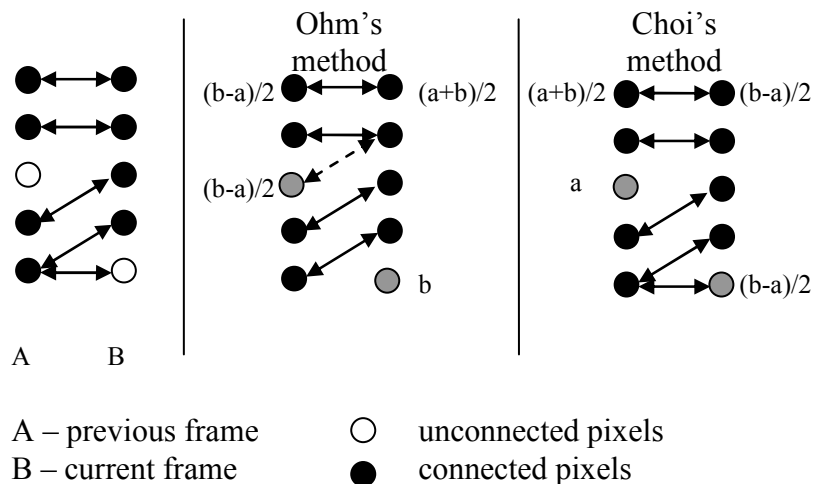 Ohm's
method
Choi's
method
(b-a)/2
(a+b)/2
(a+b)/2
(b-a)/2
(b-a)/2
a
b
(b-a)/2
A
B
A – previous frame
unconnected pixels
B – current frame
connected pixels